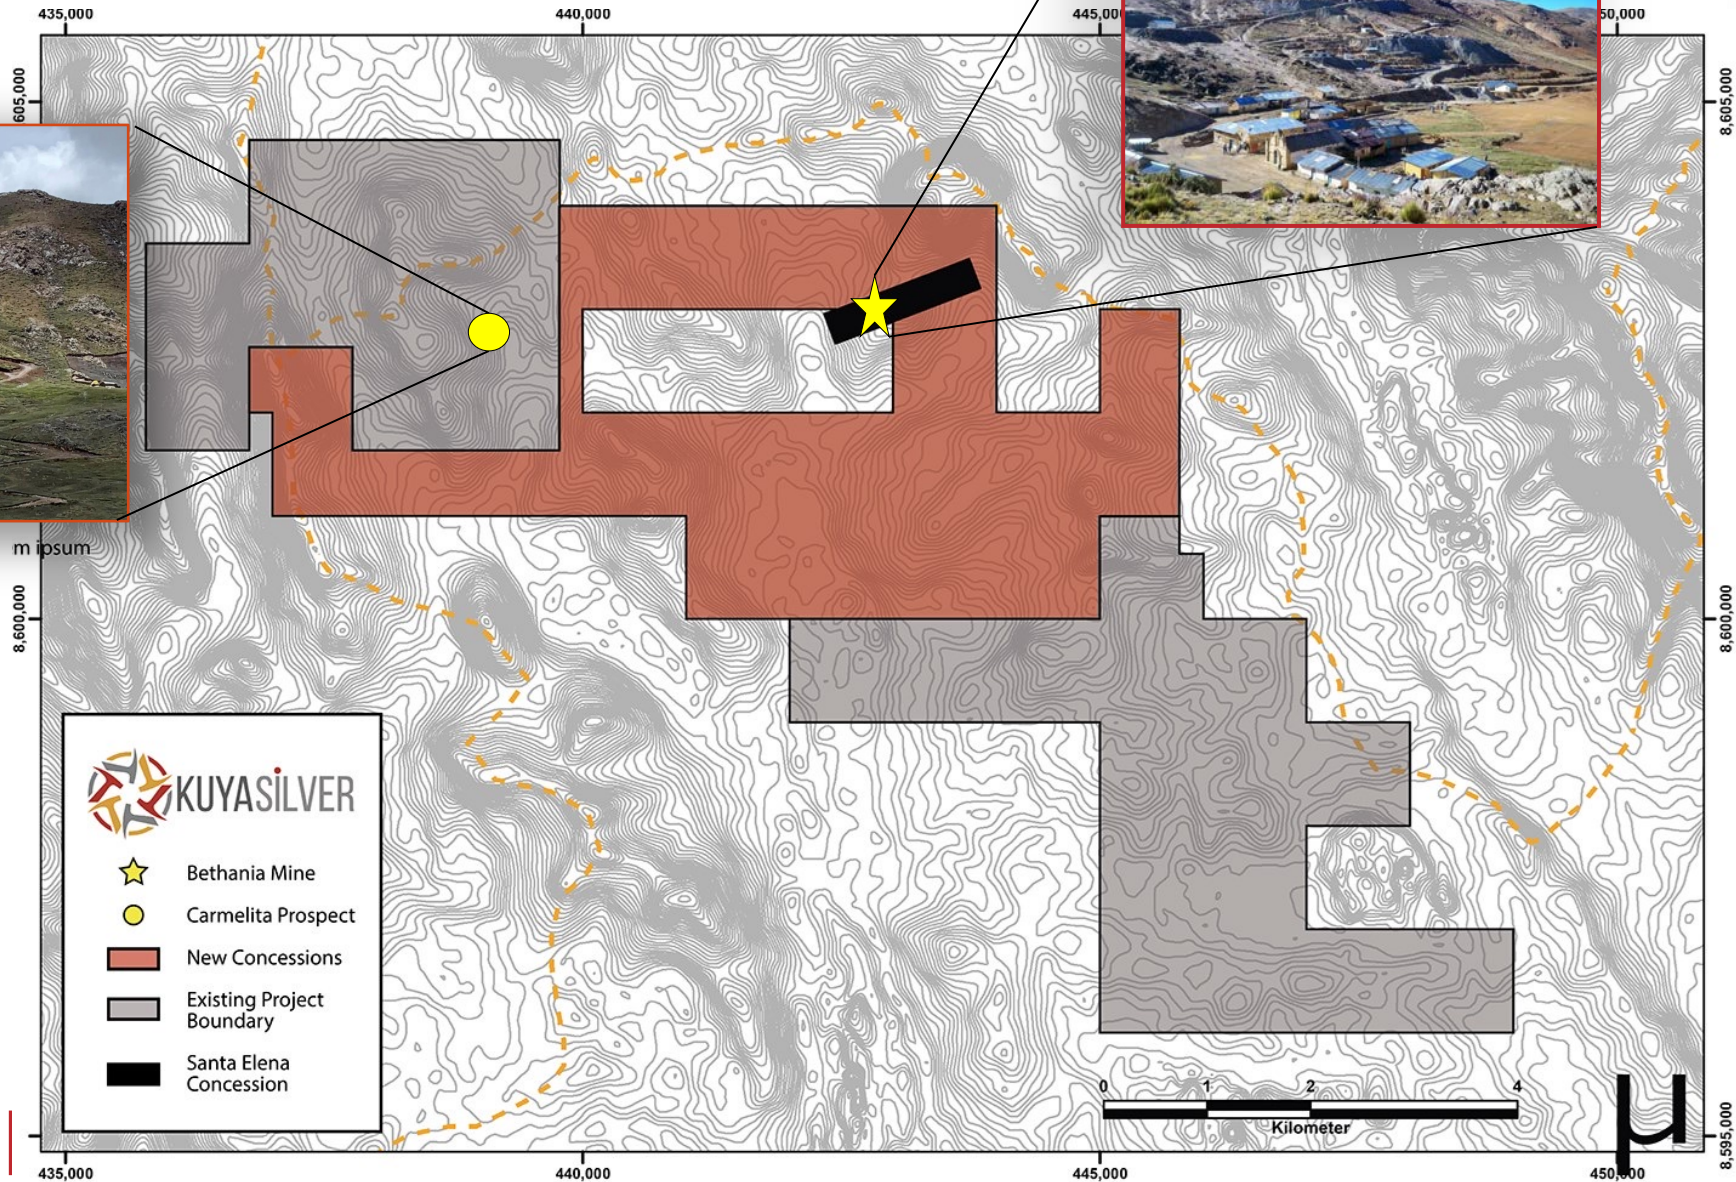 435,000
440,000
445,00
50,000
605,000
8,605,000
m ipsum
8,600,000
8,600,000
KUYASILVER
Bethania Mine
Carmelita Prospect
New Concessions
Existing Project
Boundary
Santa Elena
Concession
0 1 2 4
Kilometer
µ
8,595,000
435,000
440,000
445,000
450,000